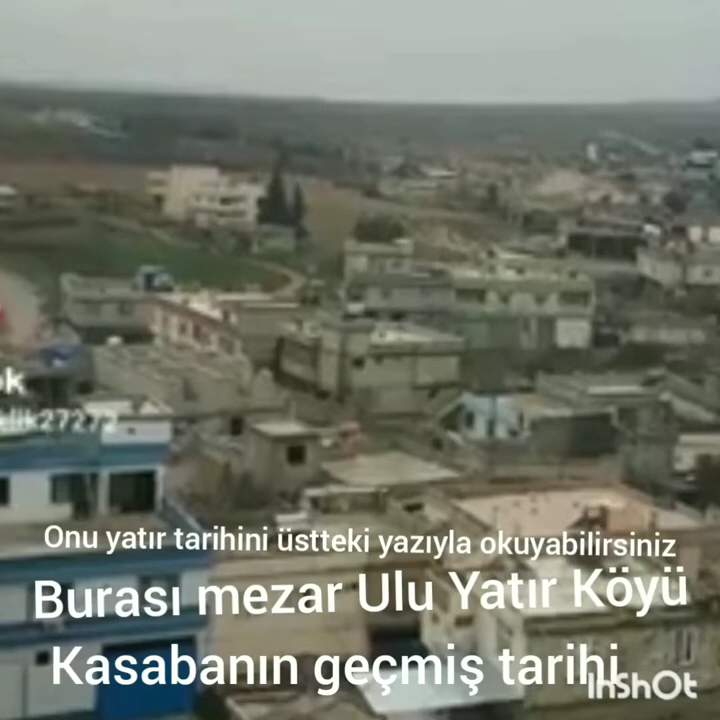 Onu yatır tarihini üstteki yazıyla okuyabilirsiniz
Burası mezar Ulu Yatır Köyü
Kasabanın geçmiş tarihi
InShOt